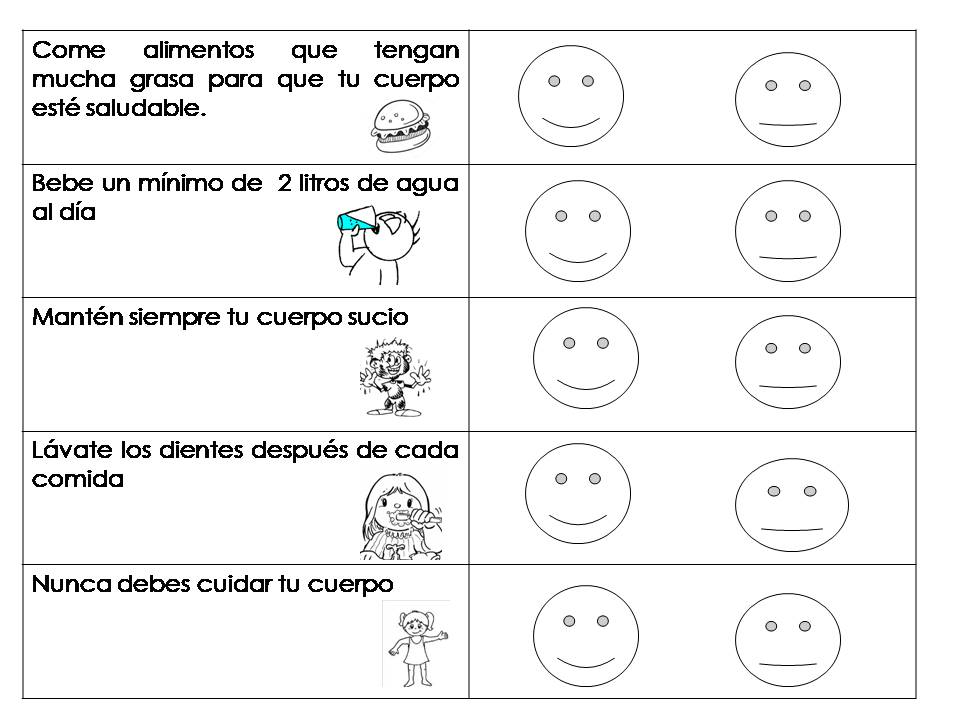 Come alimentos que tengan
mucha grasa para que tu cuerpo
esté saludable.
Bebe un mínimo de 2 litros de agua
al día
Mantén siempre tu cuerpo sucio
Lávate los dientes después de cada
comida
Nunca debes cuidar tu cuerpo